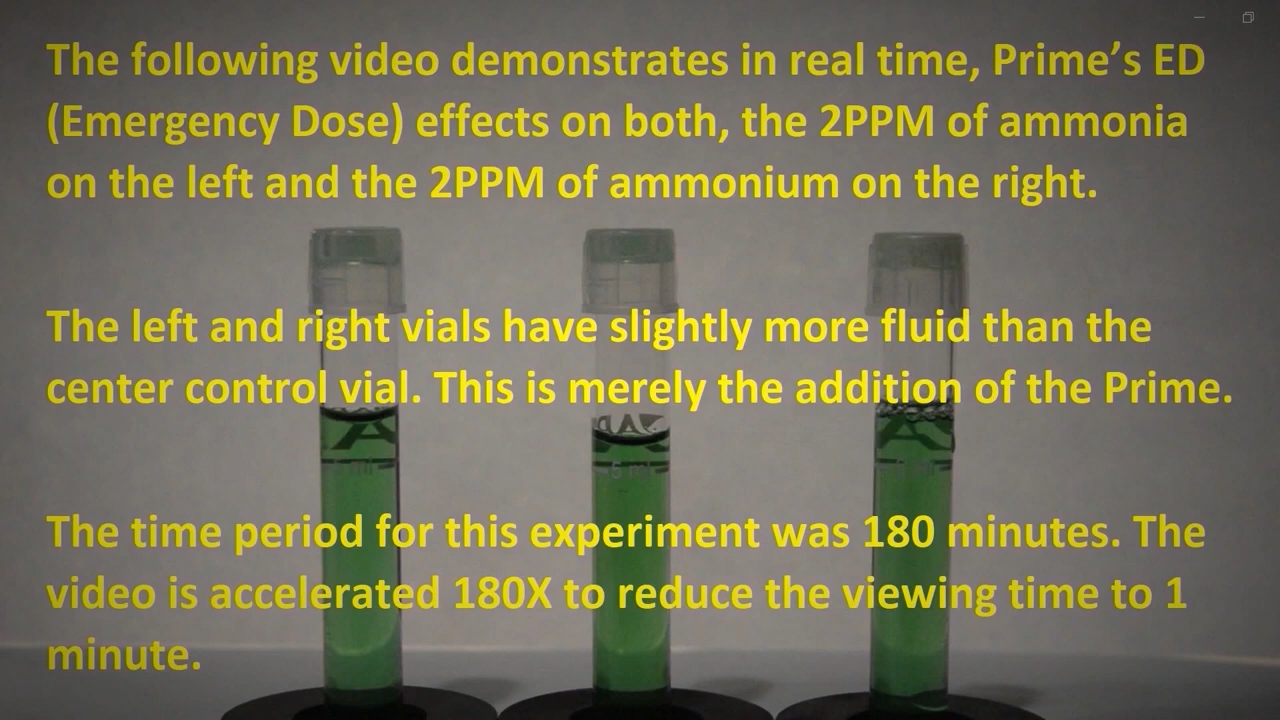 The following video demonstrates in real time, Prime’s ED
(Emergency Dose) effects on both, the 2PPM of ammonia
on the left and the 2PPM of ammonium on the right.
The left and right vials have slightly more fluid than the
center control vial. This is merely the addition of the Prime.
The time period for this experiment was 180 minutes. The
video is accelerated 180X to reduce the viewing time to 1
minute.
5 ml